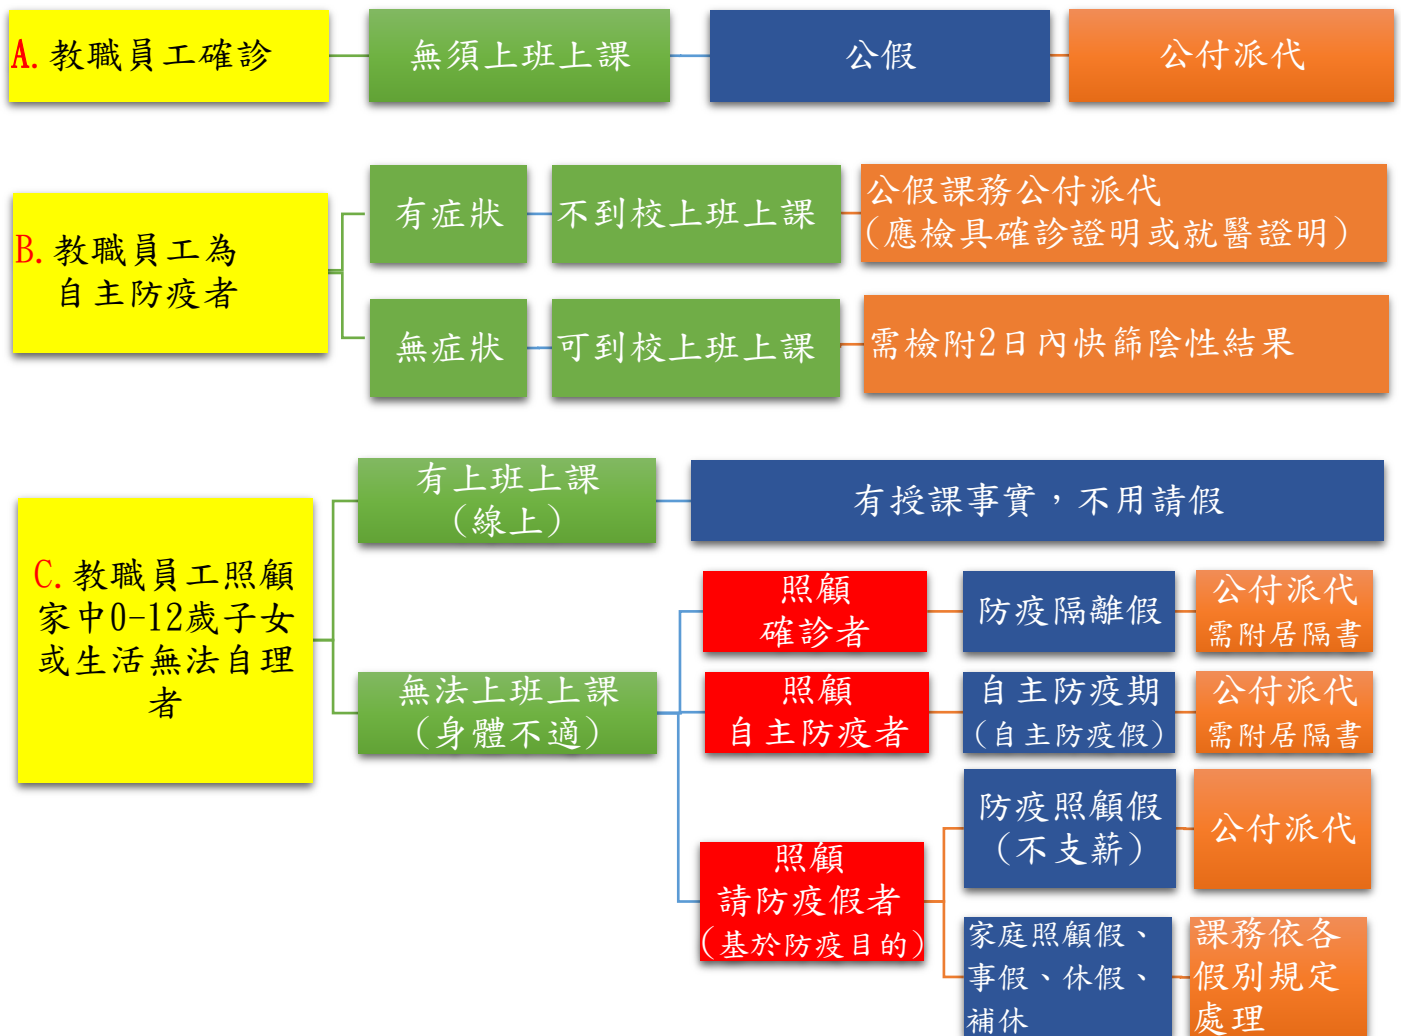 A.教職員工確診
無須上班上課
公假
公付派代
B.教職員工為
自主防疫者
有症狀
不到校上班上課
公假課務公付派代
(應檢具確診證明或就醫證明)
無症狀
可到校上班上課
需檢附2日內快篩陰性結果
C.教職員工照顧
家中0-12歲子女
或生活無法自理
者
有上班上課
(線上)
有授課事實，不用請假
無法上班上課
(身體不適)
照顧
確診者
防疫隔離假
公付派代
需附居隔書
照顧
自主防疫者
自主防疫期
(自主防疫假)
公付派代
需附居隔書
照顧
請防疫假者
(基於防疫目的)
防疫照顧假
(不支薪)
公付派代
家庭照顧假、
事假、休假、
補休
課務依各
假別規定
處理